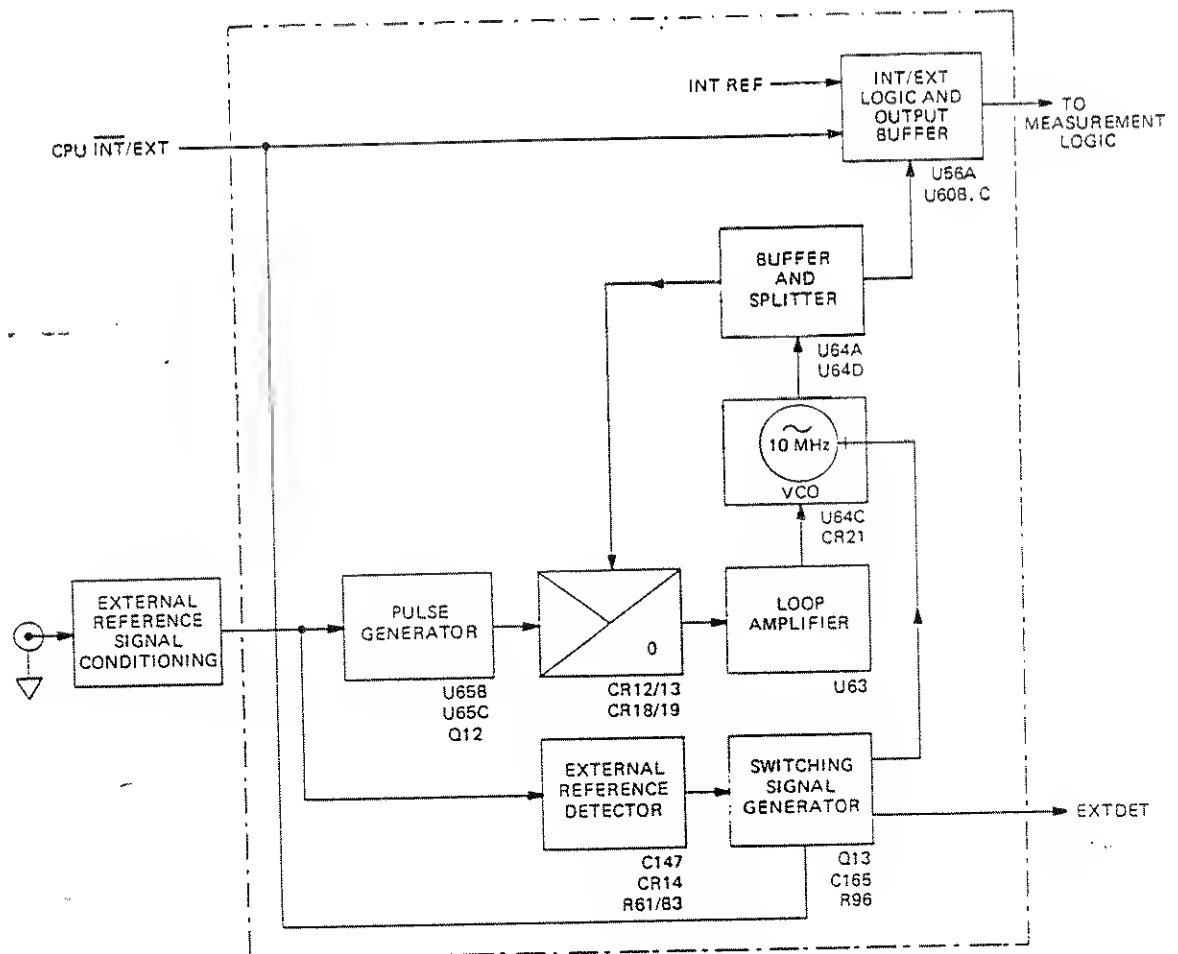 INT REF
INT/EXT
LOGIC AND
OUTPUT
BUFFER
TO
MEASUREMENT
LOGIC
CPU INT/EXT
U56A
U60B, C
BUFFER
AND
SPLITTER
U64A
U64D
10 MHz
VCO
U64C
CR21
EXTERNAL
REFERENCE
SIGNAL
CONDITIONING
PULSE
GENERATOR
U65B
U65C
Q12
0
CR12/13
CR18/19
LOOP
AMPLIFIER
U63
EXTERNAL
REFERENCE
DETECTOR
C147
CR14
R61/83
SWITCHING
SIGNAL
GENERATOR
Q13
C165
R96
EXTDET